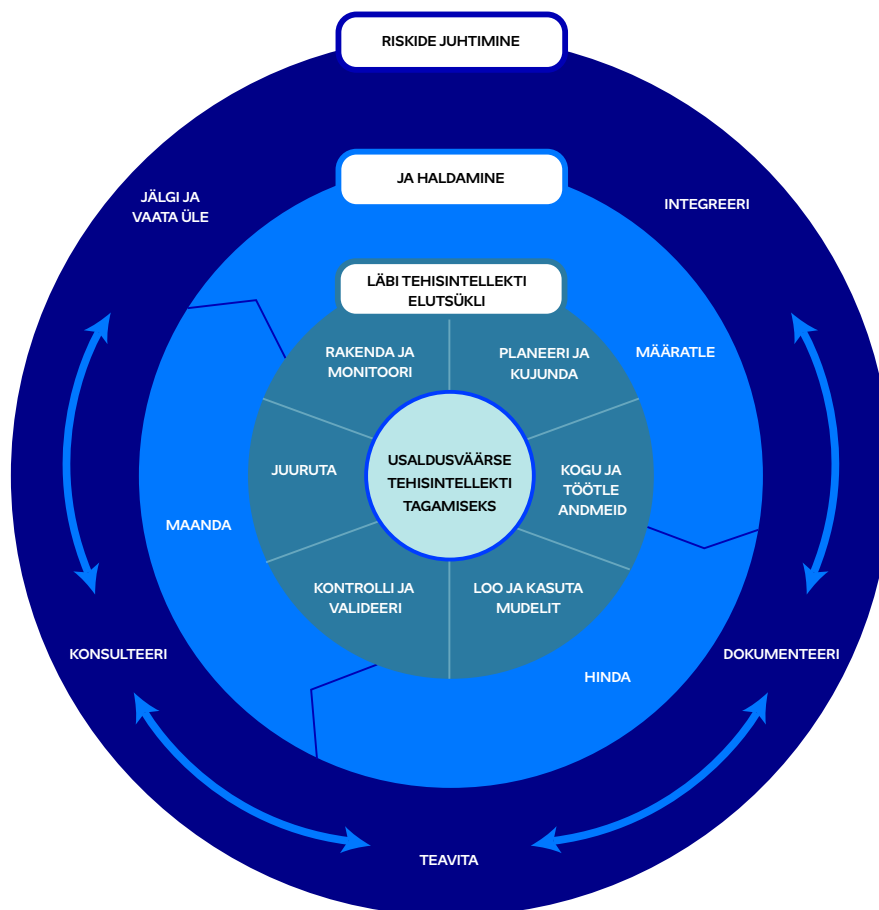 RISKIDE JUHTIMINE
JA HALDAMINE
JÄLGI JA
VAATA ÜLE
INTEGREERI
LÄBI TEHISINTELLEKTI
ELUTSÜKLI
RAKENDA JA
MONITOORI
PLANEERI JA
KUJUNDA
MÄÄRATLE
JUURUTA
USALDUSVÄÄRSE
TEHISINTELLEKTI
TAGAMISEKS
KOGU JA
TÖÖTLE
ANDMEID
MAANDA
KONTROLLI JA
VALIDEERI
LOO JA KASUTA
MUDELIT
KONSULTEERI
HINDA
DOKUMENTEERI
TEAVITA